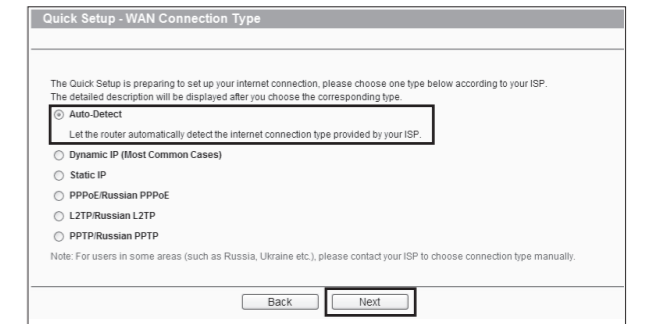 Quick Setup - WAN Connection Type
The Quick Setup is preparing to set up your internet connection, please choose one type below according to your ISP.
The detailed description will be displayed after you choose the corresponding type.
Auto-Detect
Let the router automatically detect the internet connection type provided by your ISP.
Dynamic IP (Most Common Cases)
Static IP
PPPoE/Russian PPPoE
L2TP/Russian L2TP
PPTP/Russian PPTP
Note: For users in some areas (such as Russia, Ukraine etc.), please contact your ISP to choose connection type manually.
Back Next